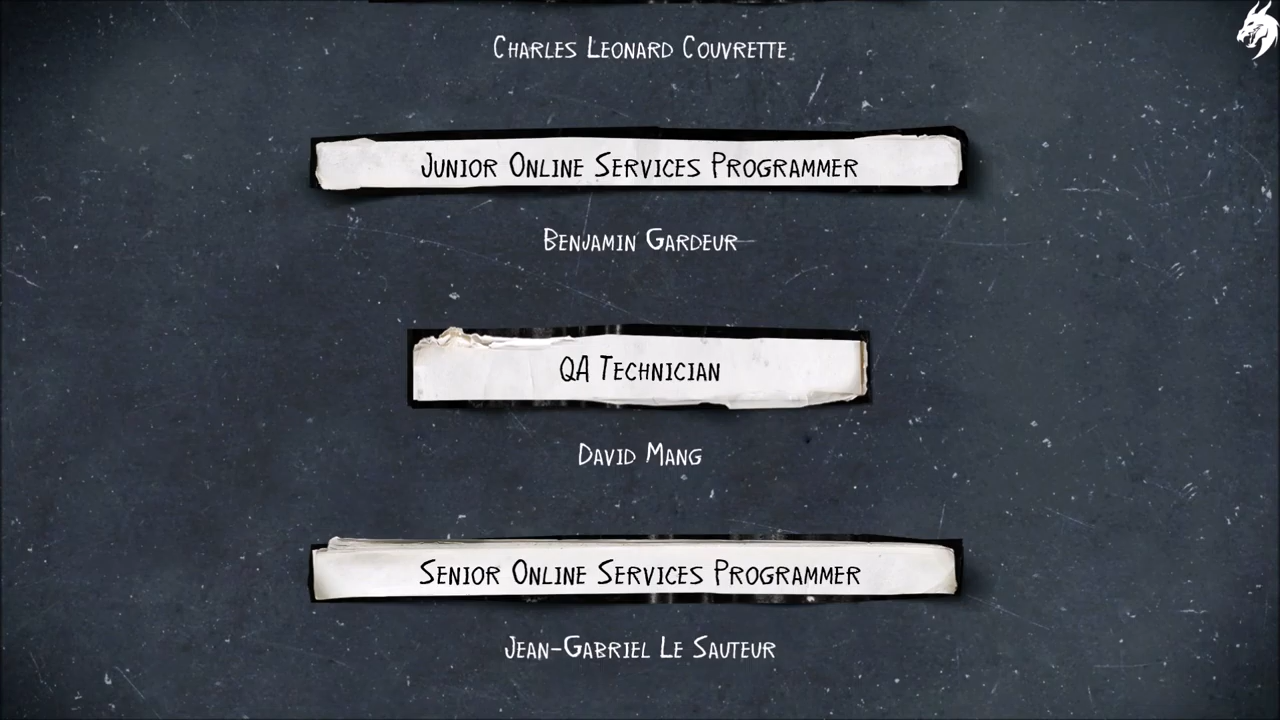 Charles Leonard Couvrette
Junior Online Services Programmer
Benjamin Gardeur
QA Technician
David Mang
Senior Online Services Programmer
Jean-Gabriel Le Sauteur